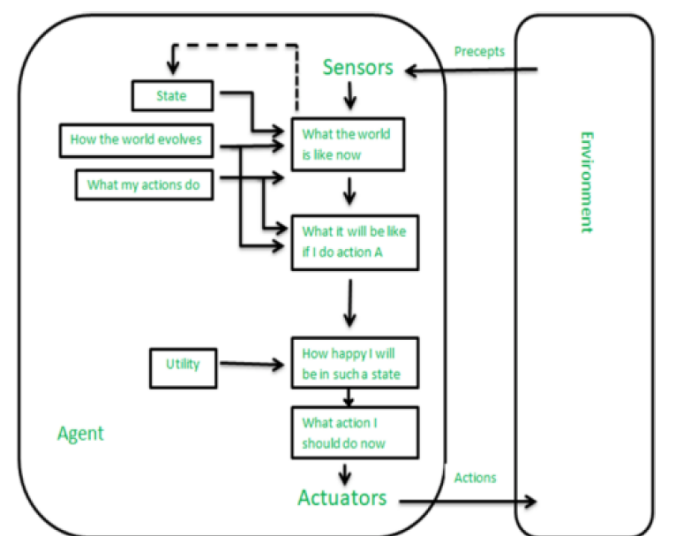 Precepts
Sensors
State
What the world
is like now
How the world evolves
What my actions do
Environment
What it will be like
if I do action A
How happy I will
be in such a state
Utility
What action I
should do now
Agent
Actions
Actuators